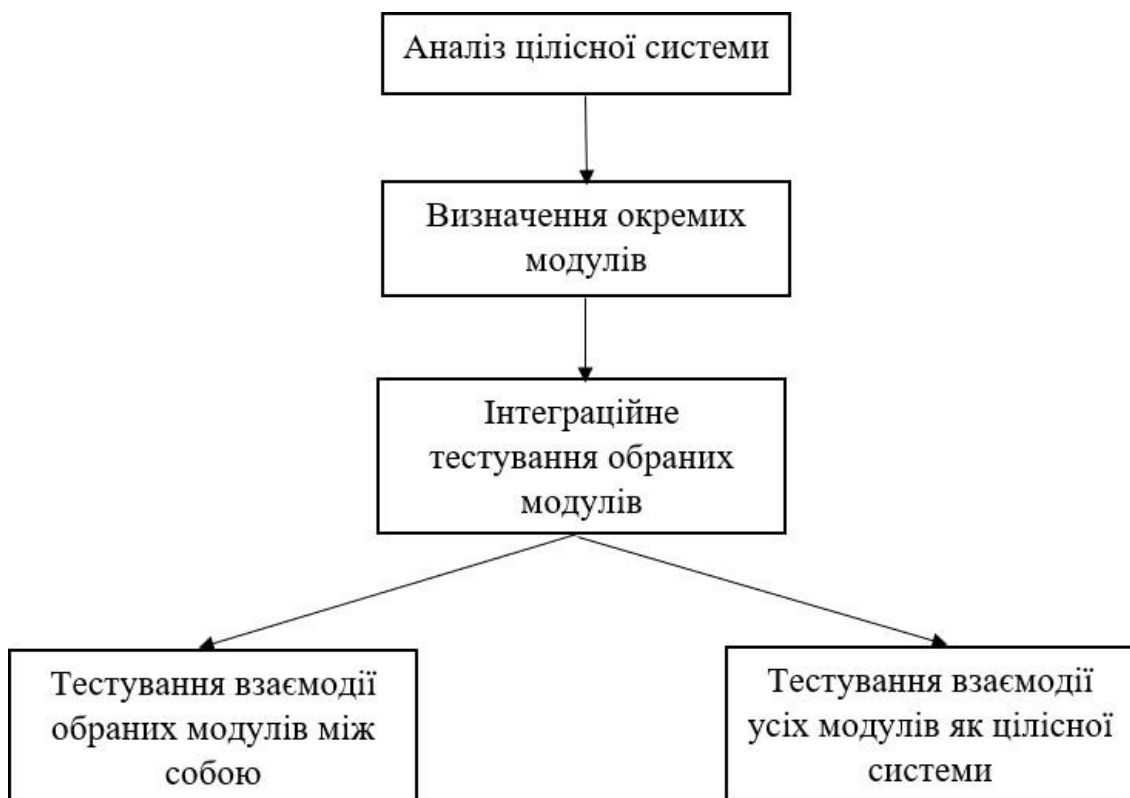 Аналіз цілісної системи
Визначення окремих
модулів
Інтеграційне
тестування обраних
модулів
Тестування взаємодії
обраних модулів між
собою
Тестування взаємодії
усіх модулів як цілісної
системи